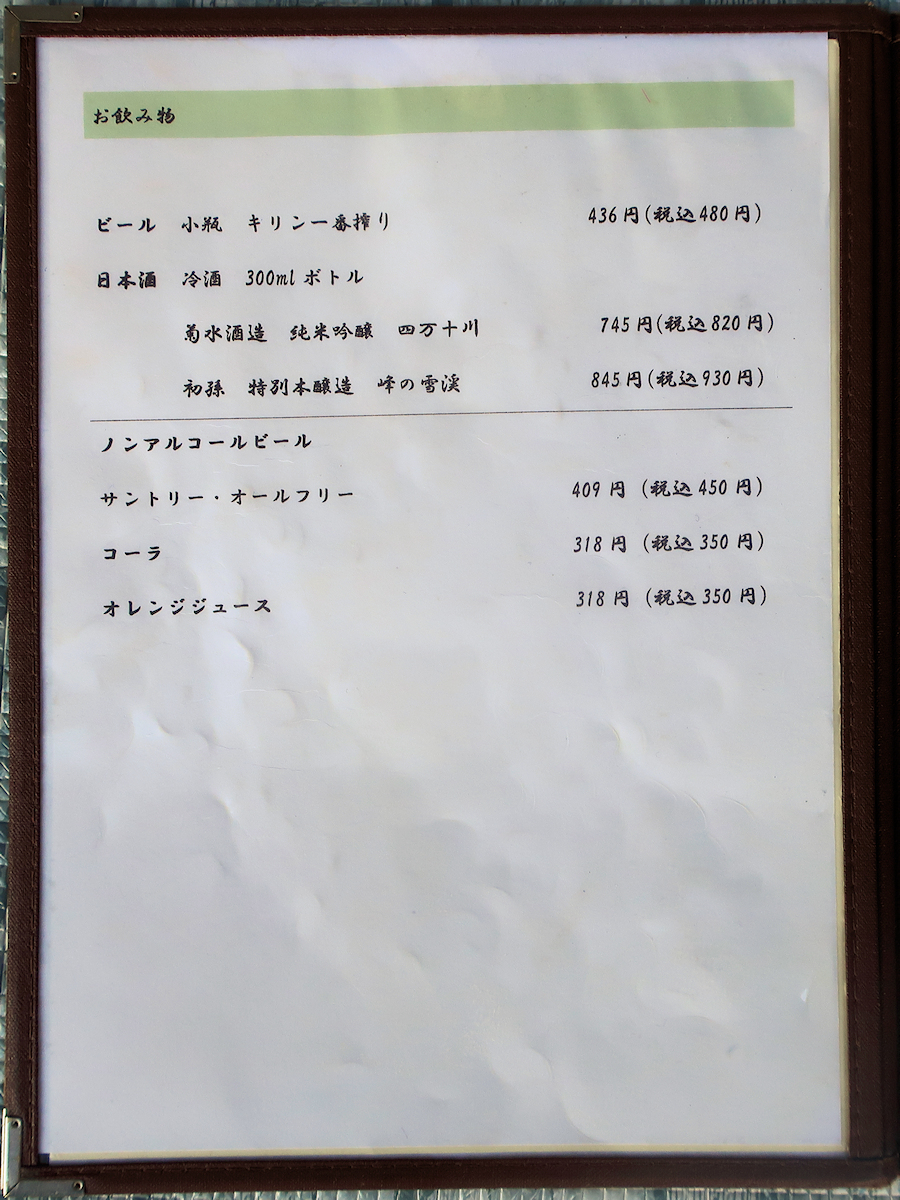 お飲み物
ビール 小瓶 キリン一番搾り 436円(税込480円)
日本酒 冷酒 300mlボトル
菊水酒造 純米吟醸 四万十川 745円(税込820円)
初孫 特別本醸造 峰の雪渓 845円(税込930円)
ノンアルコールビール
サントリー・オールフリー 409円 (税込450円)
コーラ 318円 (税込350円)
オレンジジュース 318円 (税込350円)